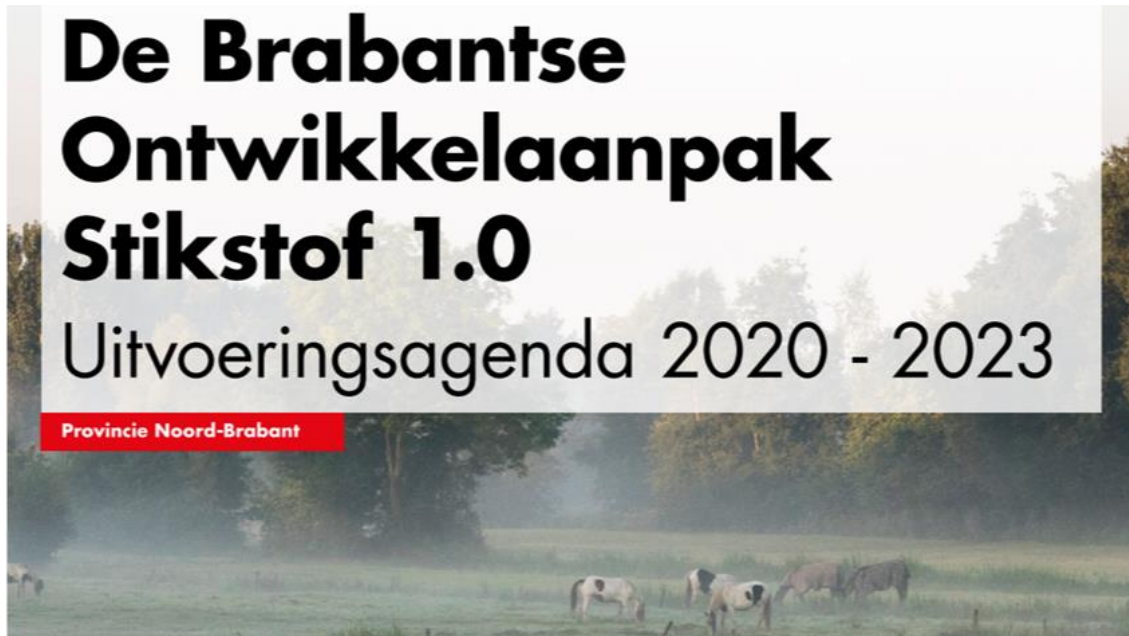 De Brabantse
Ontwikkelaanpak
Stikstof 1.0
Uitvoeringsagenda 2020 - 2023
Provincie Noord-Brabant